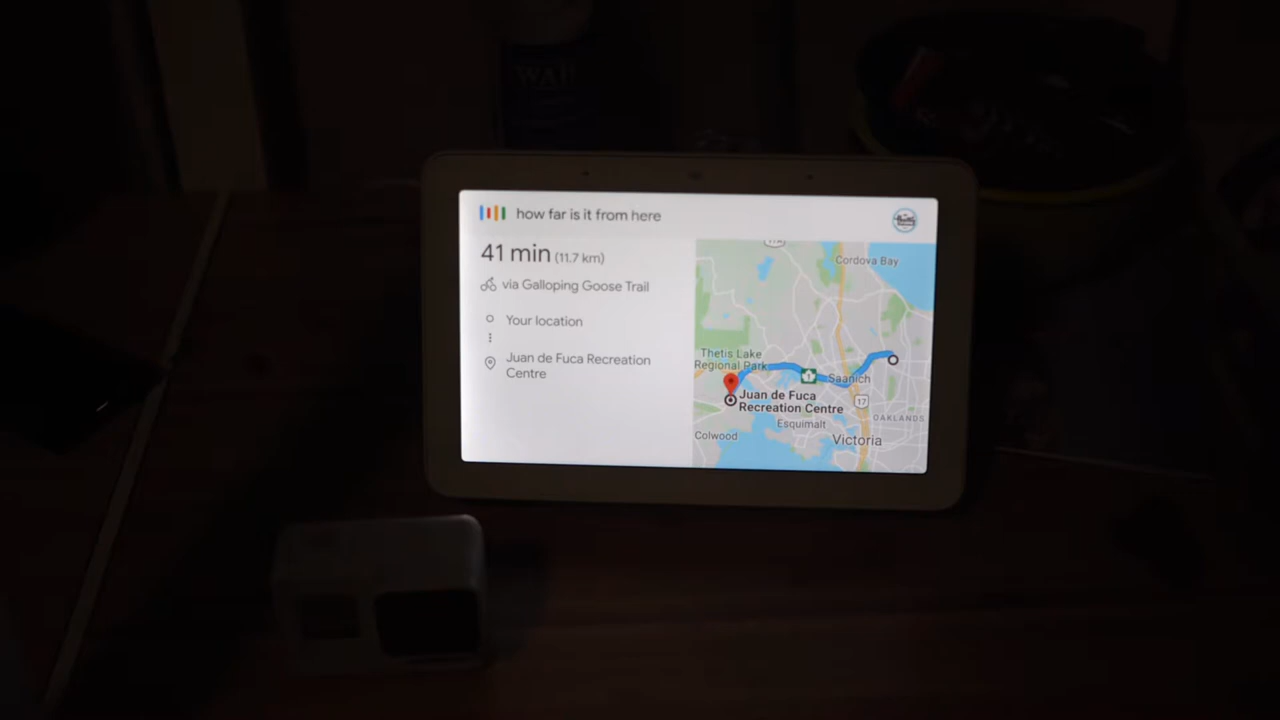 how far is it from here
41 min (11.7 km)
via Galloping Goose Trail
Your location
Juan de Fuca Recreation
Centre
Cordova Bay
Thetis Lake
Regional Park
1
Saanich
Juan de Fuca
Recreation Centre
17
OAKLANDS
Esquimalt
Colwood
Victoria